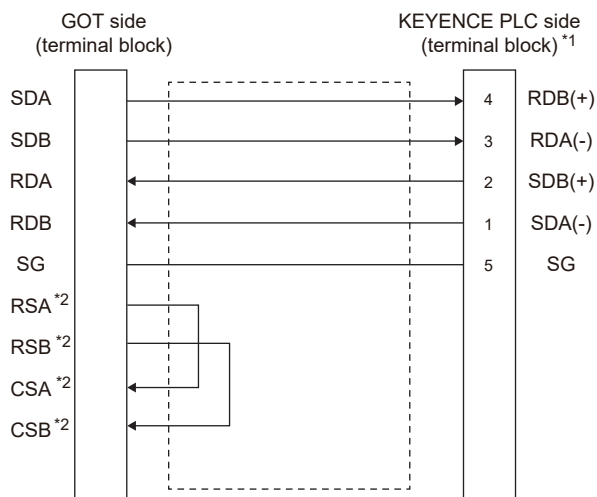 GOT side
(terminal block)
KEYENCE PLC side
(terminal block) *1
SDA 4 RDB(+)
SDB 3 RDA(-)
RDA 2 SDB(+)
RDB 1 SDA(-)
SG 5 SG
RSA *2
RSB *2
CSA *2
CSB *2